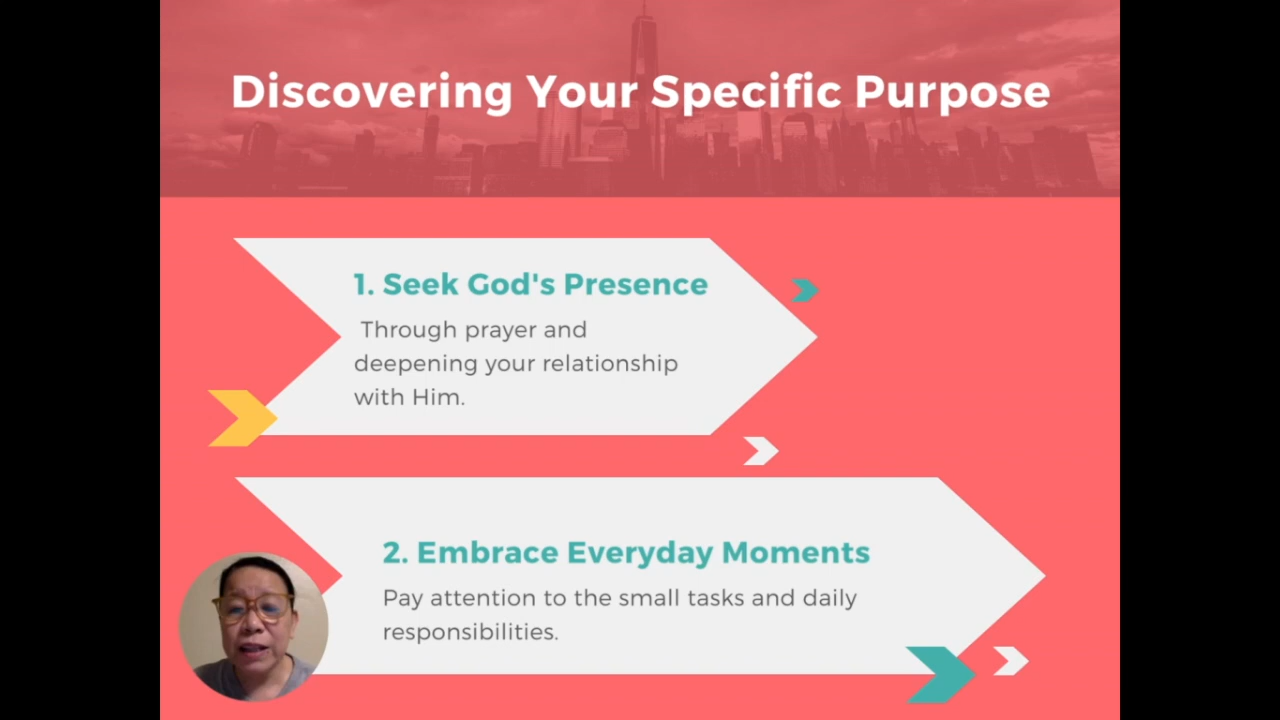 Discovering Your Specific Purpose
1. Seek God's Presence
Through prayer and
deepening your relationship
with Him.
2. Embrace Everyday Moments
Pay attention to the small tasks and daily
responsibilities.